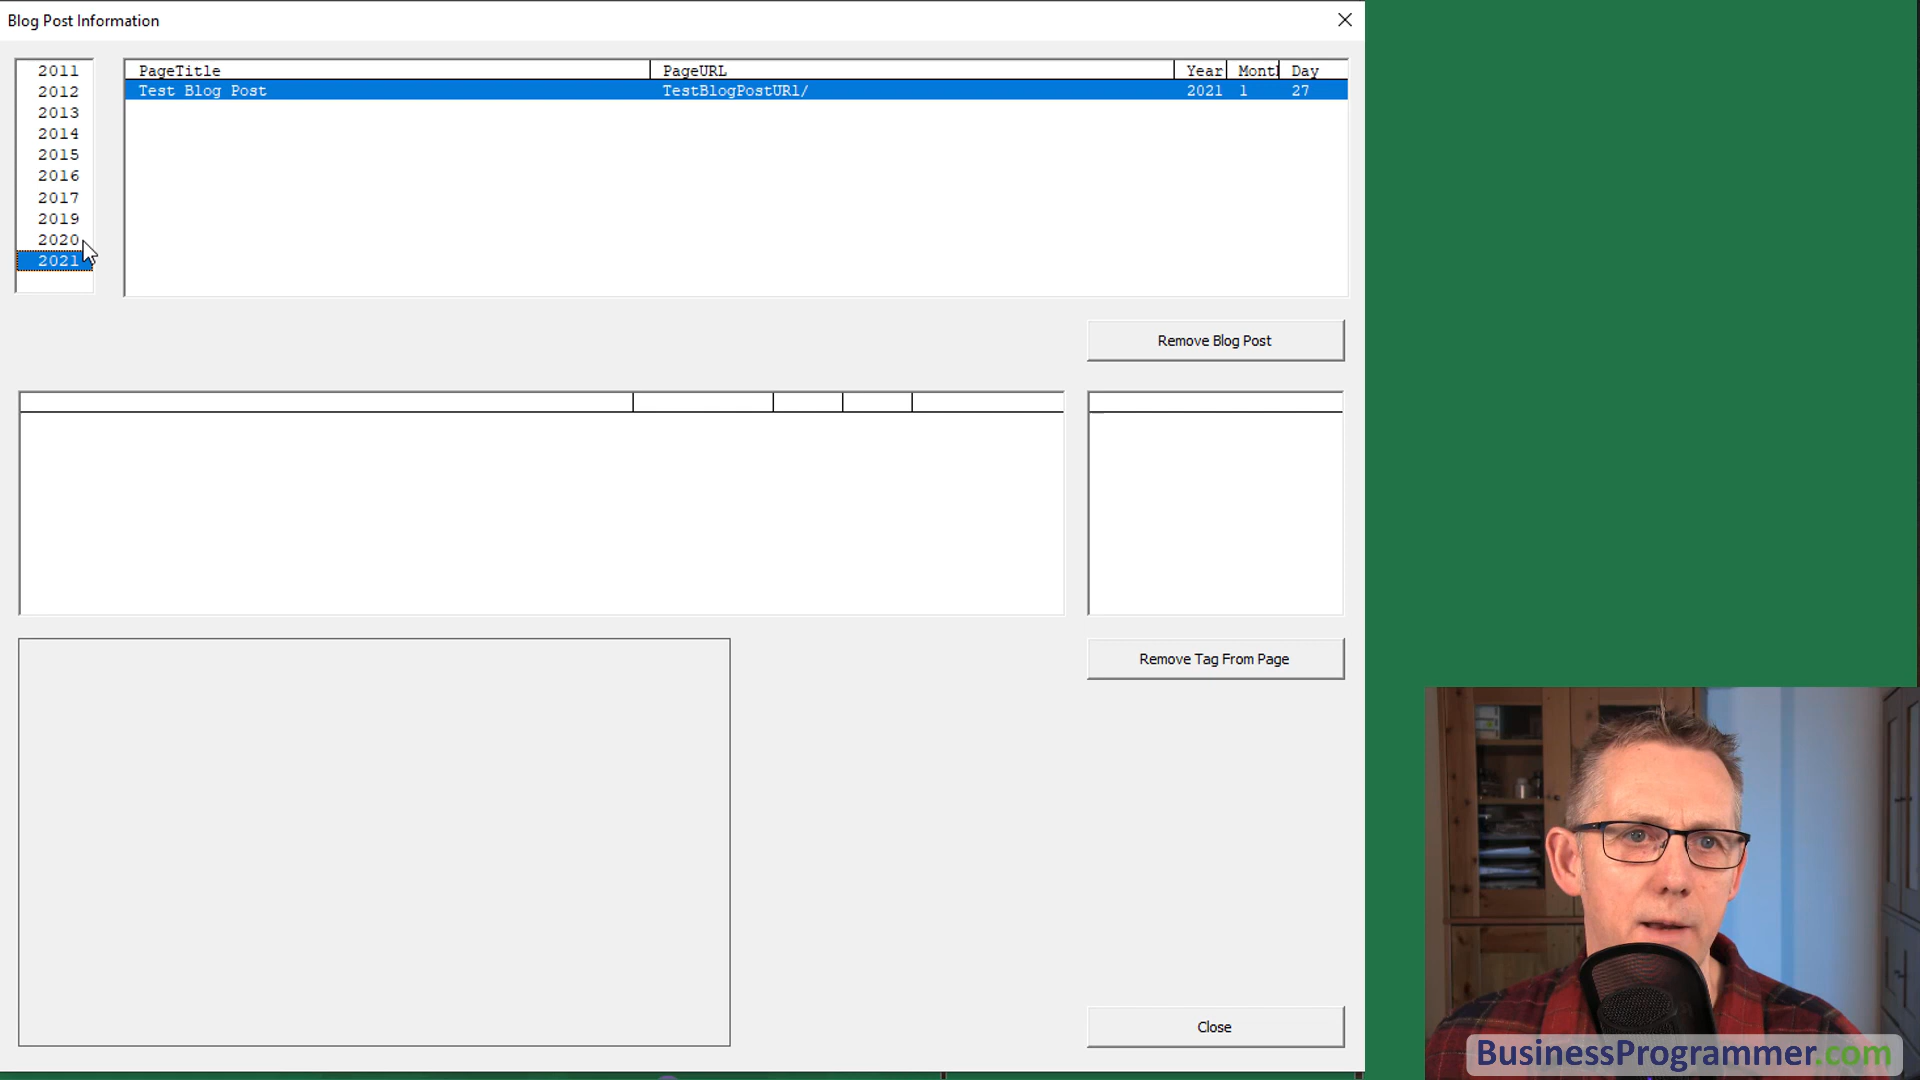 Blog Post Information
2011
2012
2013
2014
2015
2016
2017
2019
2020
2021
PageTitle PageURL Year Month Day
Test Blog Post TestBlogPostURl/ 2021 1 27
Remove Blog Post
Remove Tag From Page
Close
BusinessProgrammer.com